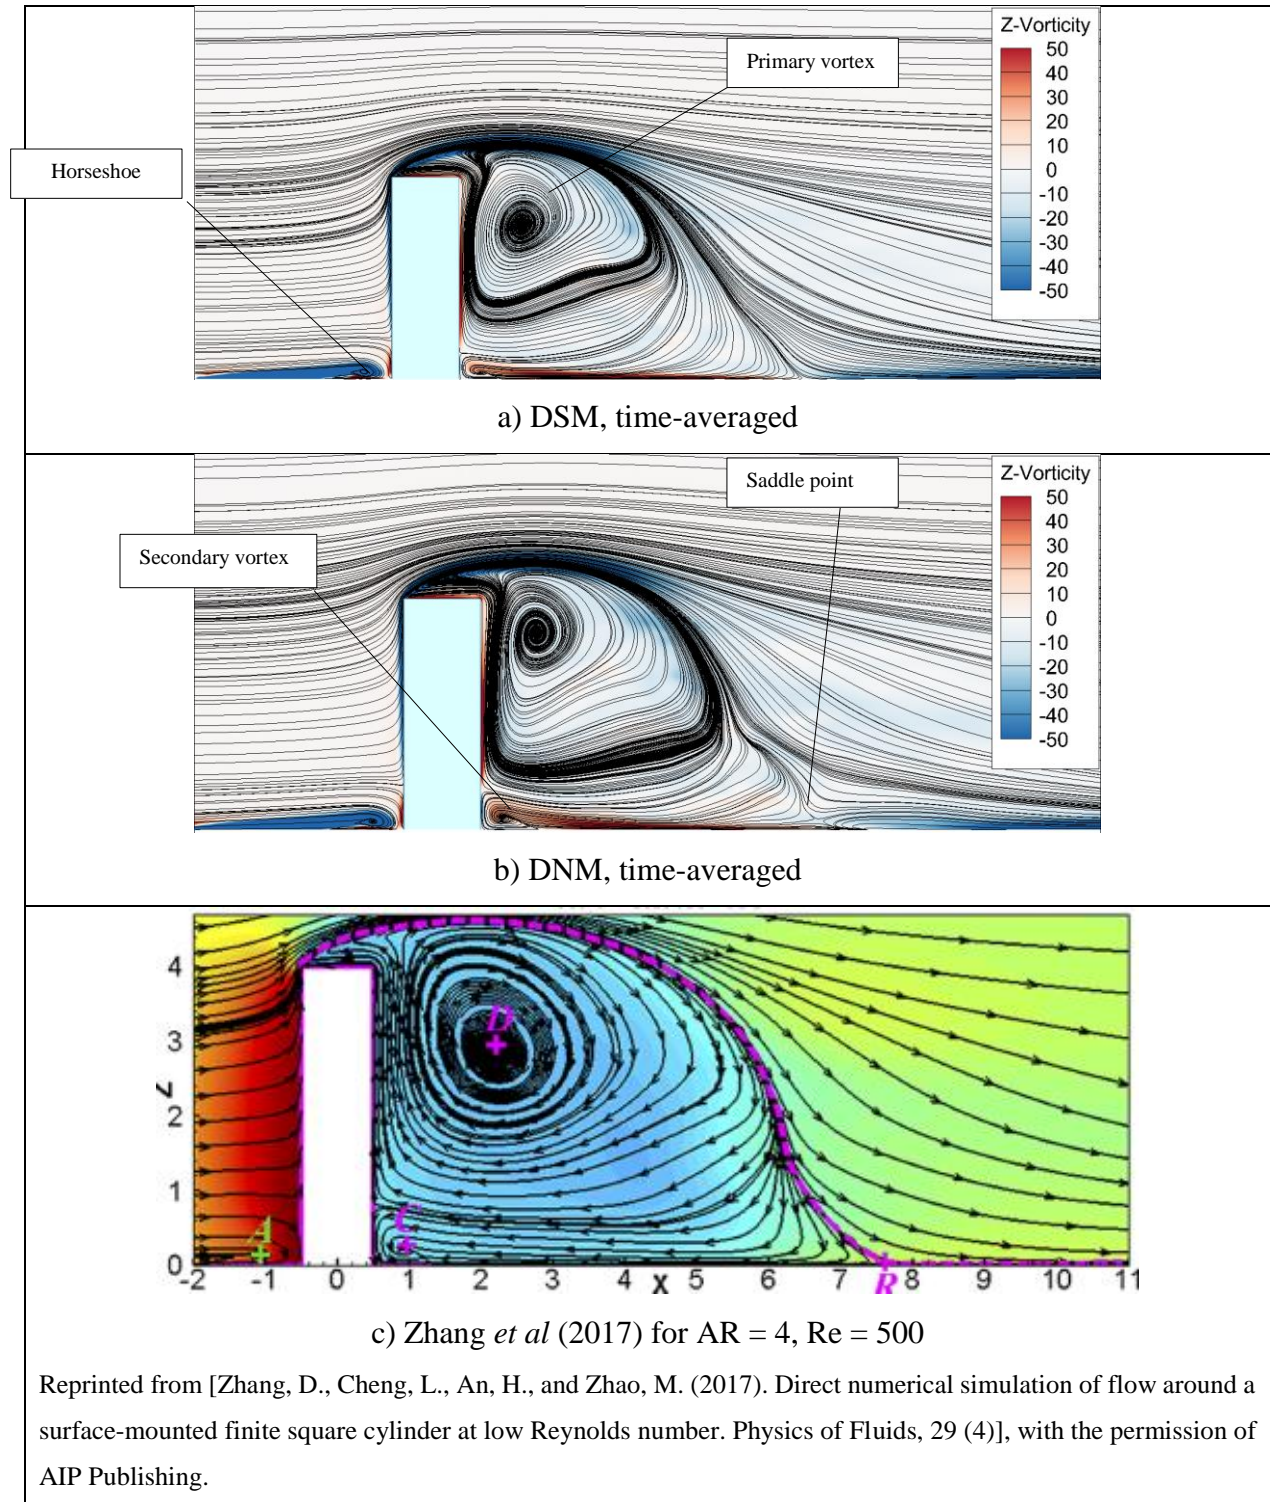 Z-Vorticity
50
40
30
20
10
0
-10
-20
-30
-40
-50
Primary vortex
Horseshoe
a) DSM, time-averaged
Z-Vorticity
50
40
30
20
10
0
-10
-20
-30
-40
-50
Saddle point
Secondary vortex
b) DNM, time-averaged
4
3
2
1
0
Z
D
A
C
R
-2 -1 0 1 2 3 4 5 6 7 8 9 10 11
X
c) Zhang et al (2017) for AR = 4, Re = 500
Reprinted from [Zhang, D., Cheng, L., An, H., and Zhao, M. (2017). Direct numerical simulation of flow around a
surface-mounted finite square cylinder at low Reynolds number. Physics of Fluids, 29 (4)], with the permission of
AIP Publishing.